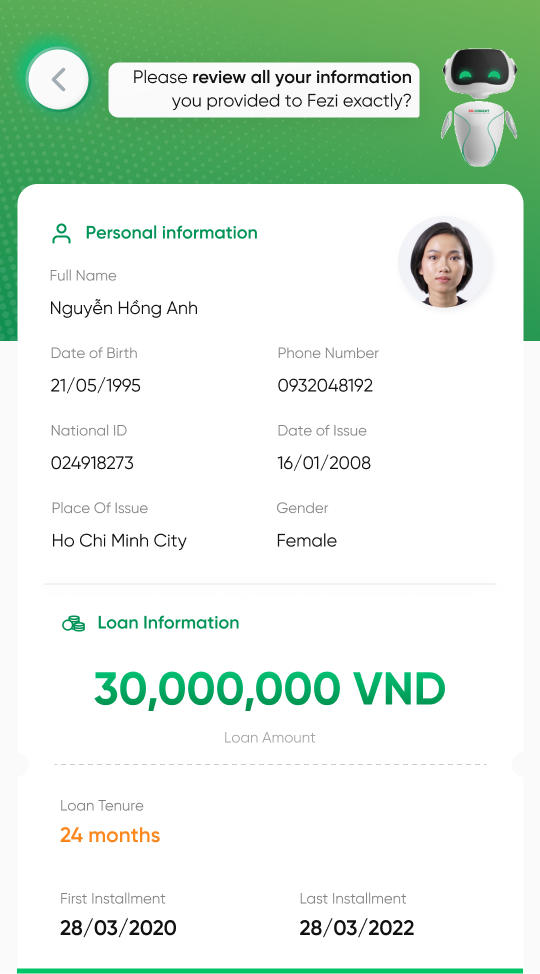 Please review all your information
you provided to Fezi exactly?
Personal information
Full Name
Nguyễn Hồng Anh
Date of Birth
Phone Number
21/05/1995
0932048192
National ID
Date of Issue
024918273
16/01/2008
Place Of Issue
Gender
Ho Chi Minh City
Female
Loan Information
30,000,000 VND
Loan Amount
Loan Tenure
24 months
First Installment
Last Installment
28/03/2020
28/03/2022